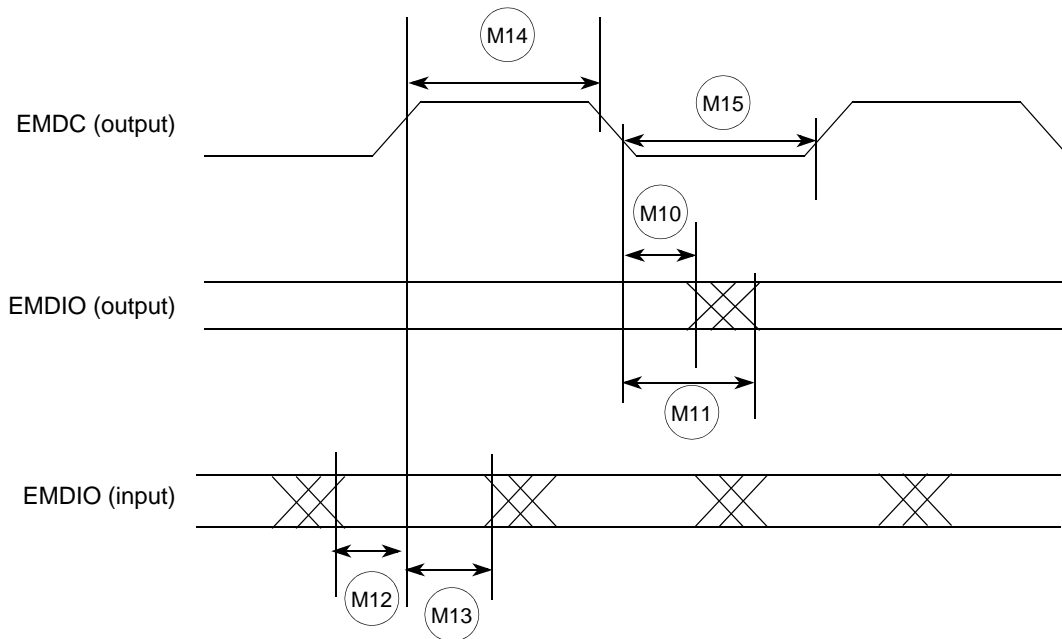 M14
M15
EMDC (output)
M10
EMDIO (output)
M11
EMDIO (input)
M12
M13